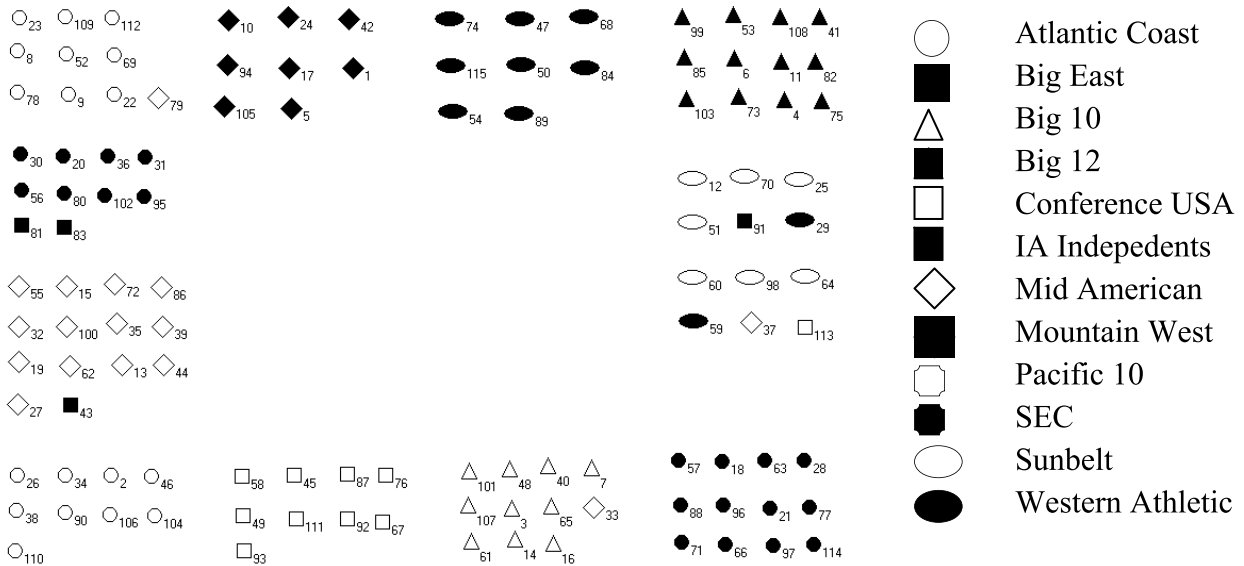 23 109 112 10 24 42 74 47 68 99 53 108 41
8 52 69 94 17 1 115 50 84 85 6 11 82
78 9 22 79 105 5 54 89 103 73 4 75
30 20 36 31
56 80 102 95
81 83
12 70 25
51 91 29
60 98 64
59 37 113
55 15 72 86
32 100 35 39
19 62 13 44
27 43
26 34 2 46 58 45 87 76 101 48 40 7 57 18 63 28
38 90 106 104 49 111 92 67 107 3 65 33 88 96 21 77
110 93 61 14 16 71 66 97 114
Atlantic Coast
Big East
Big 10
Big 12
Conference USA
IA Indepedents
Mid American
Mountain West
Pacific 10
SEC
Sunbelt
Western Athletic